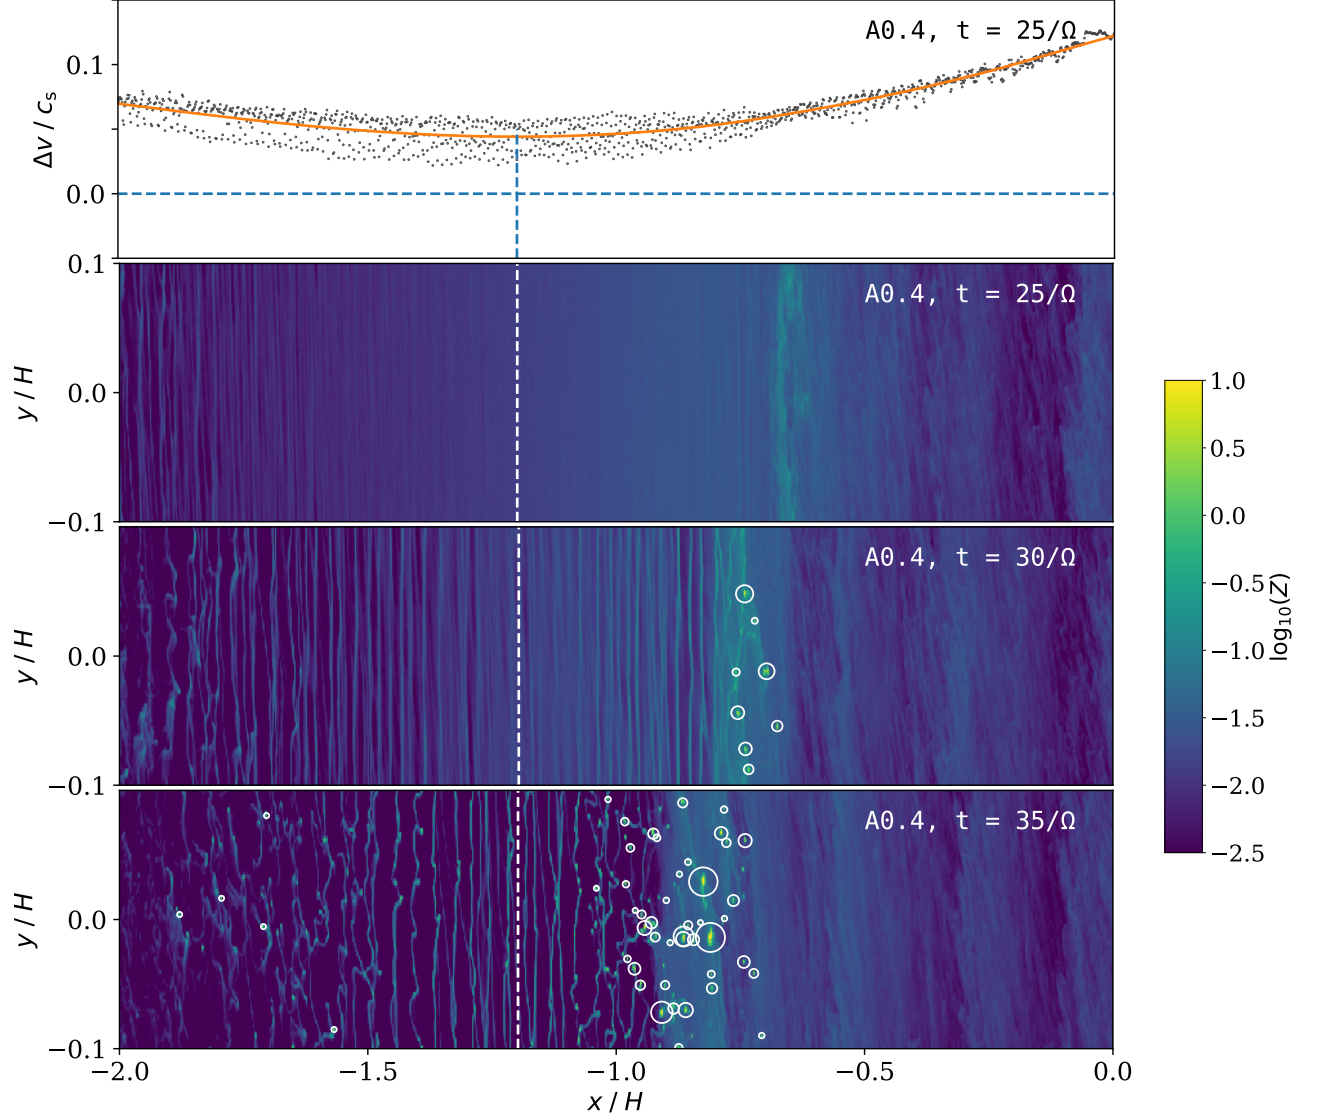 A0.4, t = 25/Ω
0.1
0.0
Δv / cₛ
A0.4, t = 25/Ω
0.1
0.0
−0.1
y / H
A0.4, t = 30/Ω
0.1
0.0
−0.1
y / H
A0.4, t = 35/Ω
0.1
0.0
−0.1
y / H
−2.0 −1.5 −1.0 −0.5 0.0
x / H
1.0
0.5
0.0
−0.5
−1.0
−1.5
−2.0
−2.5
log₁₀(Z)